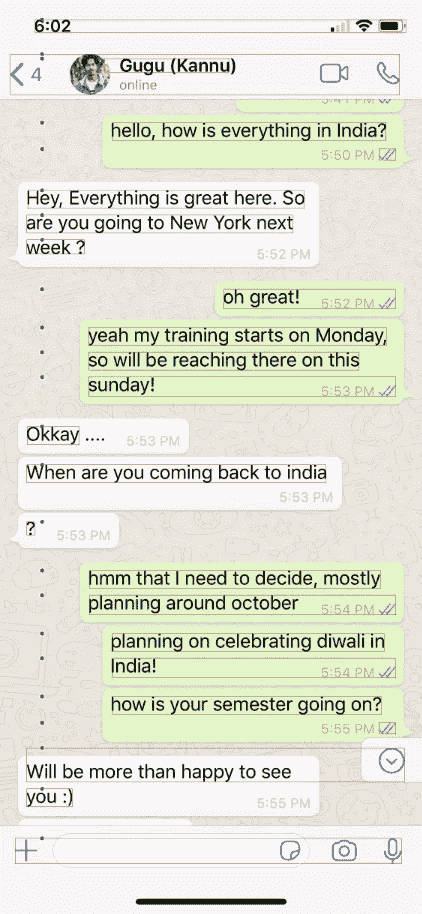 6:02
4
Gugu (Kannu)
online
5:41 PM
hello, how is everything in India?
5:50 PM
Hey, Everything is great here. So
are you going to New York next
week ?
5:52 PM
oh great!
5:52 PM
yeah my training starts on Monday,
so will be reaching there on this
sunday!
5:53 PM
Okkay ....
5:53 PM
When are you coming back to india
5:53 PM
?
5:53 PM
hmm that I need to decide, mostly
planning around october
5:54 PM
planning on celebrating diwali in
India!
5:54 PM
how is your semester going on?
5:55 PM
Will be more than happy to see
you :)
5:55 PM